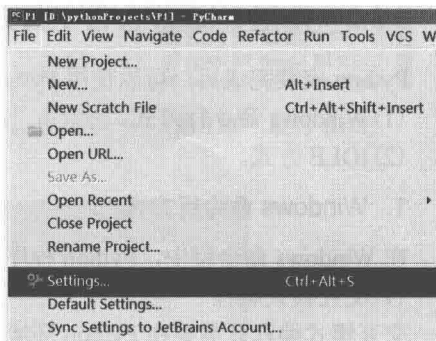 P1 [D:\pythonProjects\P1] - PyCharm
File Edit View Navigate Code Refactor Run Tools VCS W
New Project...
New... Alt+Insert
New Scratch File Ctrl+Alt+Shift+Insert
Open...
Open URL...
Save As...
Open Recent
Close Project
Rename Project...
Settings... Ctrl+Alt+S
Default Settings...
Sync Settings to JetBrains Account...